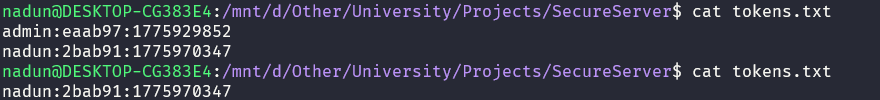 nadun@DESKTOP-CG383E4:/mnt/d/Other/University/Projects/SecureServer$ cat tokens.txt
admin:eaab97:1775929852
nadun:2bab91:1775970347
nadun@DESKTOP-CG383E4:/mnt/d/Other/University/Projects/SecureServer$ cat tokens.txt
nadun:2bab91:1775970347